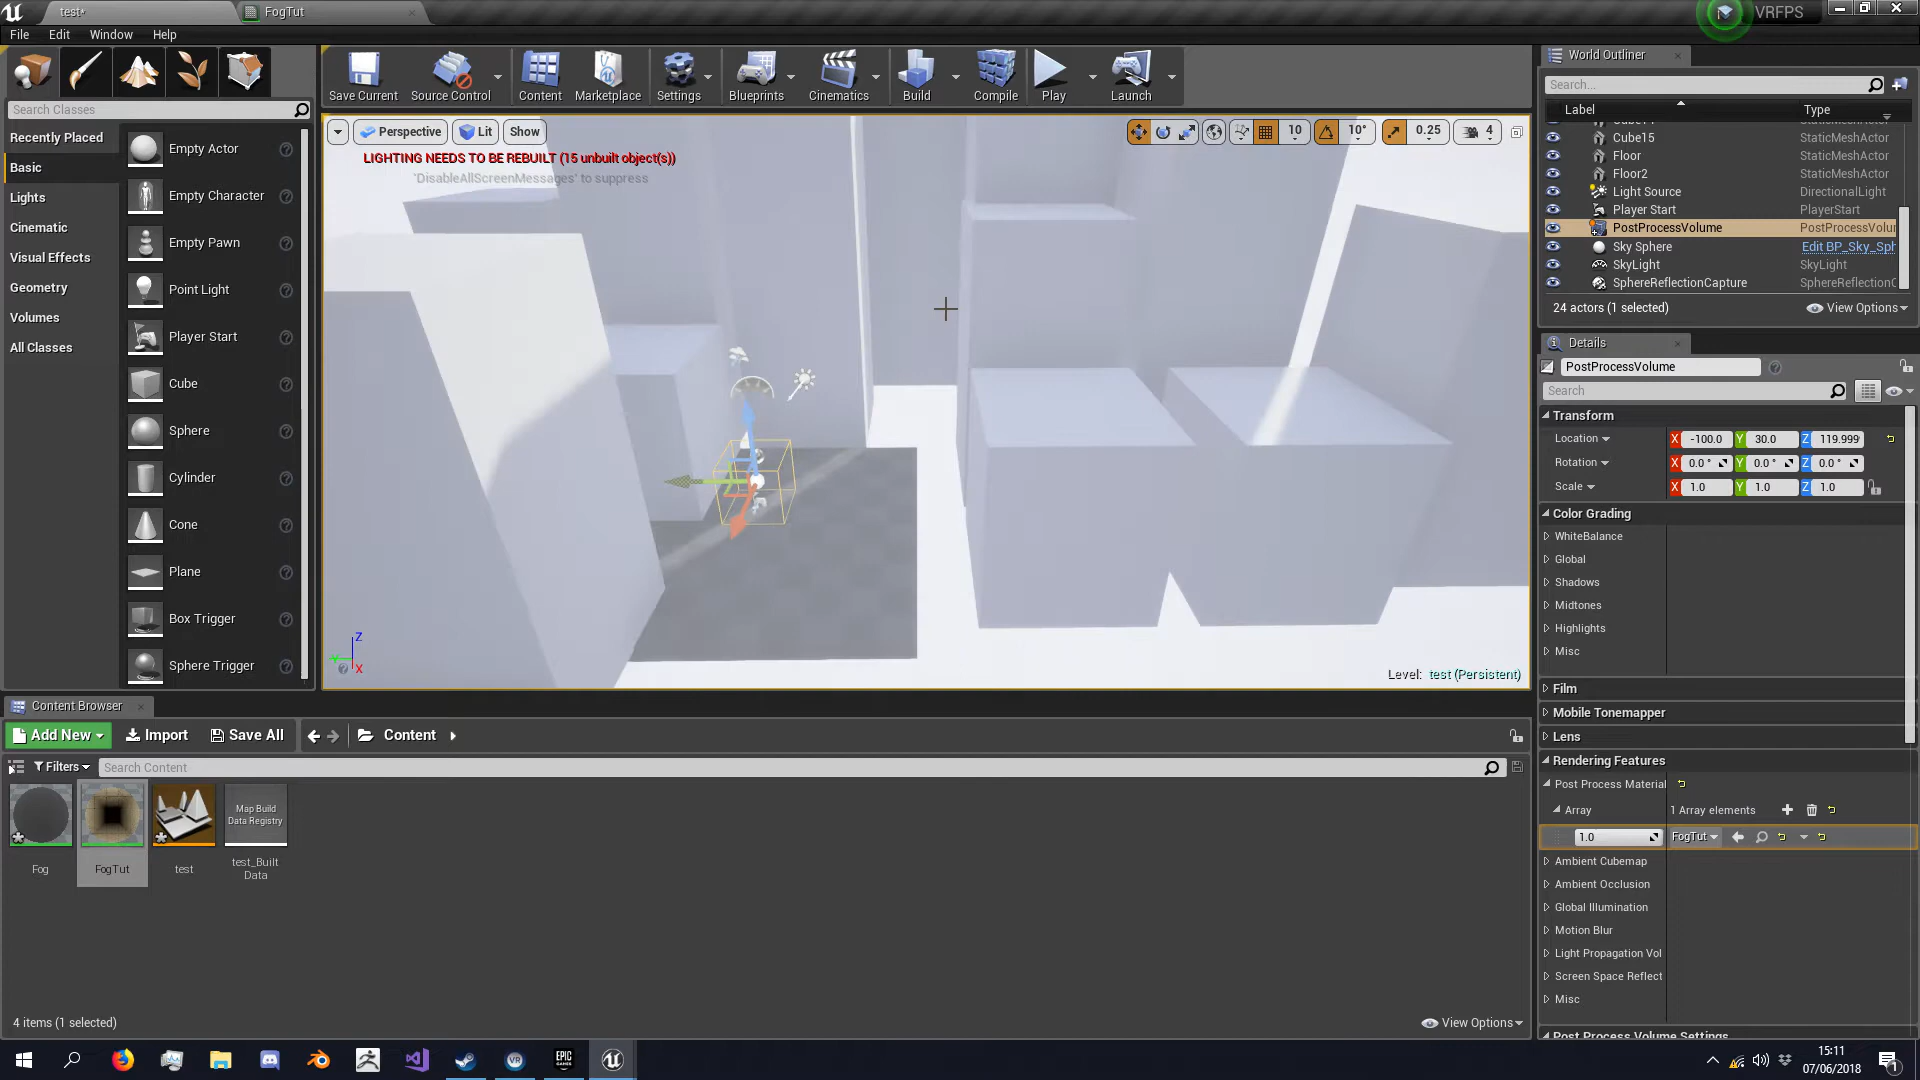 test*
FogTut
VRFPS
File
Edit
Window
Help
Save Current
Source Control
Content
Marketplace
Settings
Blueprints
Cinematics
Build
Compile
Play
Launch
Search Classes
Recently Placed
Basic
Lights
Cinematic
Visual Effects
Geometry
Volumes
All Classes
Empty Actor
Empty Character
Empty Pawn
Point Light
Player Start
Cube
Sphere
Cylinder
Cone
Plane
Box Trigger
Sphere Trigger
Perspective
Lit
Show
10
10°
0.25
4
LIGHTING NEEDS TO BE REBUILT (15 unbuilt object(s))
'DisableAllScreenMessages' to suppress
Z
X
Level: test (Persistent)
World Outliner
Search...
Label
Type
Cube15 StaticMeshActor
Floor StaticMeshActor
Floor2 StaticMeshActor
Light Source DirectionalLight
Player Start PlayerStart
PostProcessVolume PostProcessVolu
Sky Sphere Edit BP_Sky_Sph
SkyLight SkyLight
SphereReflectionCapture SphereReflectionC
24 actors (1 selected)
View Options
Details
PostProcessVolume
Search
Transform
Location X -100.0 Y 30.0 Z 119.999
Rotation X 0.0 ° Y 0.0 ° Z 0.0 °
Scale X 1.0 Y 1.0 Z 1.0
Color Grading
WhiteBalance
Global
Shadows
Midtones
Highlights
Misc
Film
Mobile Tonemapper
Lens
Rendering Features
Post Process Material
Array 1 Array elements
1.0 FogTut
Ambient Cubemap
Ambient Occlusion
Global Illumination
Motion Blur
Light Propagation Vol
Screen Space Reflect
Misc
Post Process Volume Settings
Content Browser
Add New
Import
Save All
Content
Filters
Search Content
Map Build
Data Registry
Fog
FogTut
test
test_Built
Data
4 items (1 selected)
View Options
VR
EPIC
GAMES
15:11
07/06/2018
1